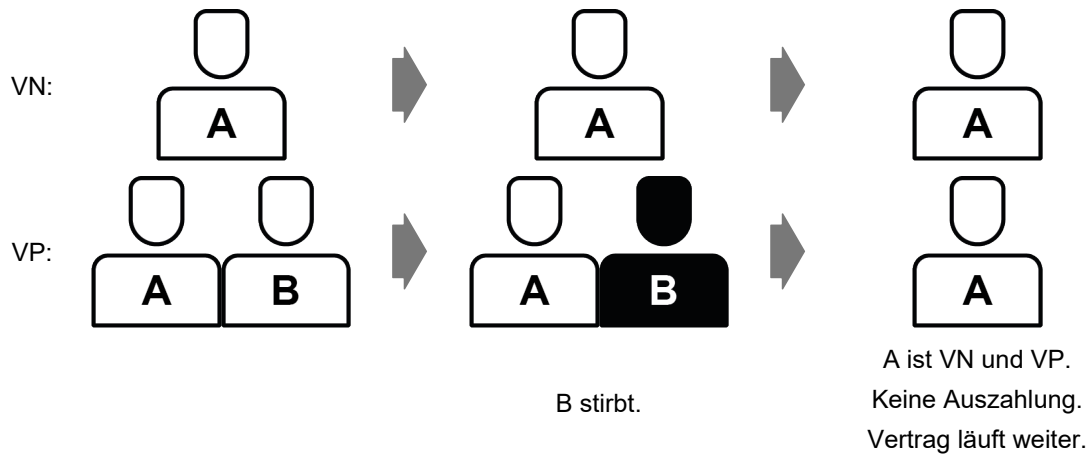 VN:
A
A
A
VP:
A B
A B
A
B stirbt.
A ist VN und VP.
Keine Auszahlung.
Vertrag läuft weiter.